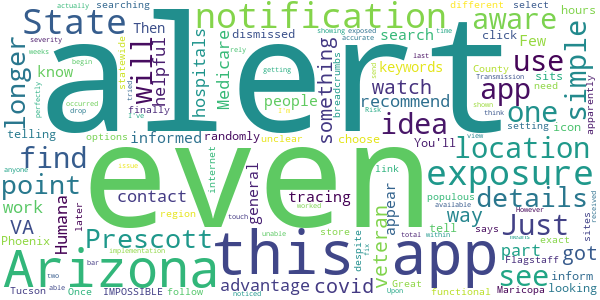 alert
even
this app
Arizona
State
notification
aware
simple
Will
longer
one
use
app
exposure
location
details
idea
find
point
Just
see
Prescott
something
watch
recommend
hospitals
Medicare
helpful
know
people
search
keywords
click
Few
hours
dismissed
searching
actually
different
select
severity
accurate
exposed
showing
last
time
rely
getting
weeks
begin
perfectly
occurred
drop
tried
I've
I'm
send
Risk
shown
think
Transmission
County
need
sits
statewide
Then
finally
breadcrumbs
telling
options
informed
randomly
unclear
choose
setting
icon
You'll
apparently
anyone
issue
VA
work
Humana
contact
tracing
internet
general
link
populous
available
view
However
received
sites
tell
says
within
exact
way
appear
veteran
part
got
inform
looking
Phoenix
later
region
touch
store
despite
unable
fix
worked
total
functional
Upon
noticed
Great
covid
advantage
Flagstaff
Maricopa
means
Tucson
Once
able
two
bar
IMPOSSIBLE
follow
implementation